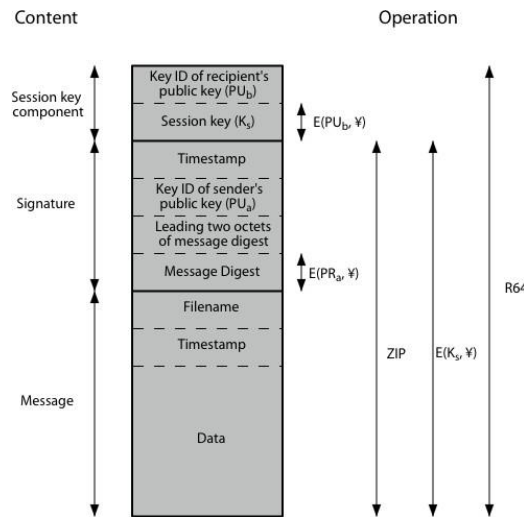 Content
Operation
Session key
component
Key ID of recipient's
public key (PUb)
Session key (Ks)
E(PUb, ¥)
Signature
Timestamp
Key ID of sender's
public key (PUa)
Leading two octets
of message digest
Message Digest
E(PRa, ¥)
Message
Filename
Timestamp
Data
ZIP
E(Ks, ¥)
R64